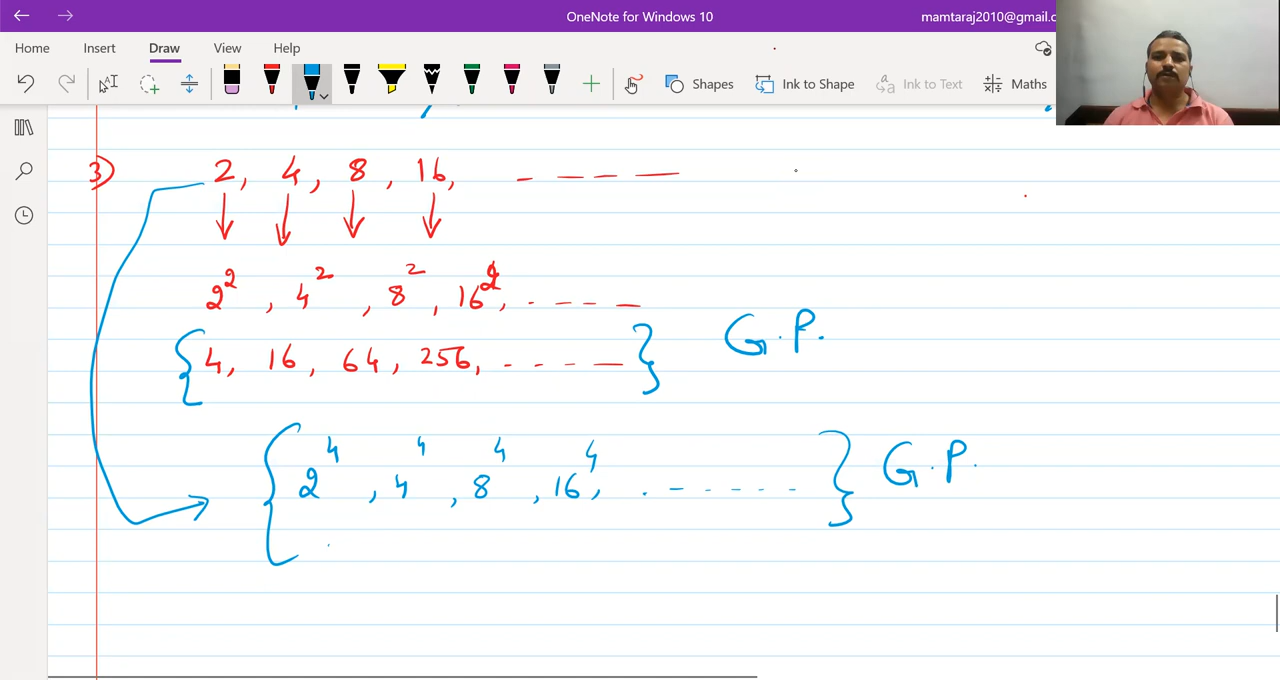 OneNote for Windows 10
mamtaraj2010@gmail.c
Home Insert Draw View Help
Shapes Ink to Shape Ink to Text Maths
3) 2, 4, 8, 16, - - - -
2², 4², 8², 16², - - - -
{4, 16, 64, 256, - - - - -} G.P.
{2⁴, 4⁴, 8⁴, 16⁴, - - - - - -} G.P.